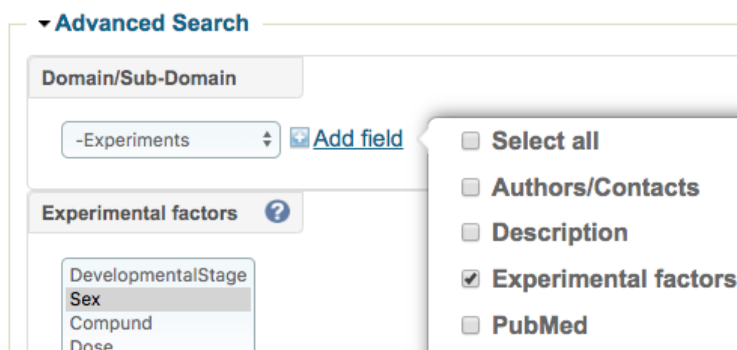 Advanced Search
Domain/Sub-Domain
-Experiments
Add field
Select all
Authors/Contacts
Description
Experimental factors
PubMed
Experimental factors ?
DevelopmentalStage
Sex
Compund
Dose